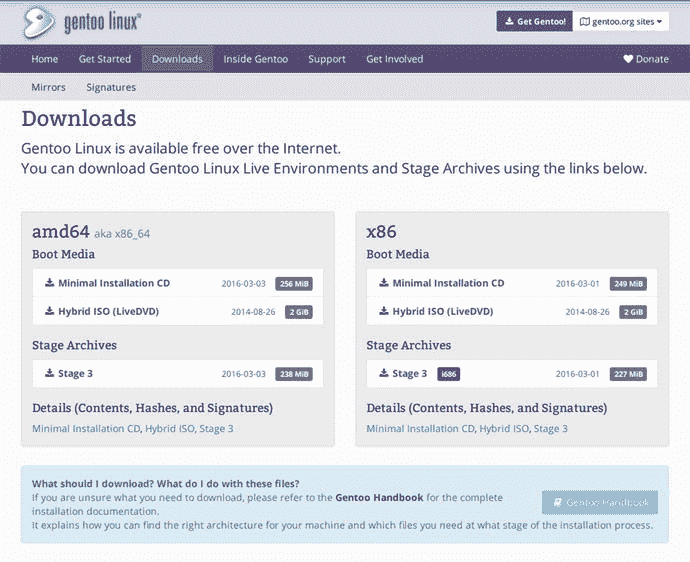 gentoo linux®
Get Gentoo!
gentoo.org sites
Home Get Started Downloads Inside Gentoo Support Get Involved Donate
Mirrors Signatures
Downloads
Gentoo Linux is available free over the Internet.
You can download Gentoo Linux Live Environments and Stage Archives using the links below.
amd64 aka x86_64
Boot Media
Minimal Installation CD 2016-03-03 256 MiB
Hybrid ISO (LiveDVD) 2014-08-26 2 GiB
Stage Archives
Stage 3 2016-03-03 238 MiB
Details (Contents, Hashes, and Signatures)
Minimal Installation CD, Hybrid ISO, Stage 3
x86
Boot Media
Minimal Installation CD 2016-03-01 249 MiB
Hybrid ISO (LiveDVD) 2014-08-26 2 GiB
Stage Archives
Stage 3 i686 2016-03-01 227 MiB
Details (Contents, Hashes, and Signatures)
Minimal Installation CD, Hybrid ISO, Stage 3
What should I download? What do I do with these files?
If you are unsure what you need to download, please refer to the Gentoo Handbook for the complete
installation documentation.
It explains how you can find the right architecture for your machine and which files you need at what stage of the installation process.
Gentoo Handbook